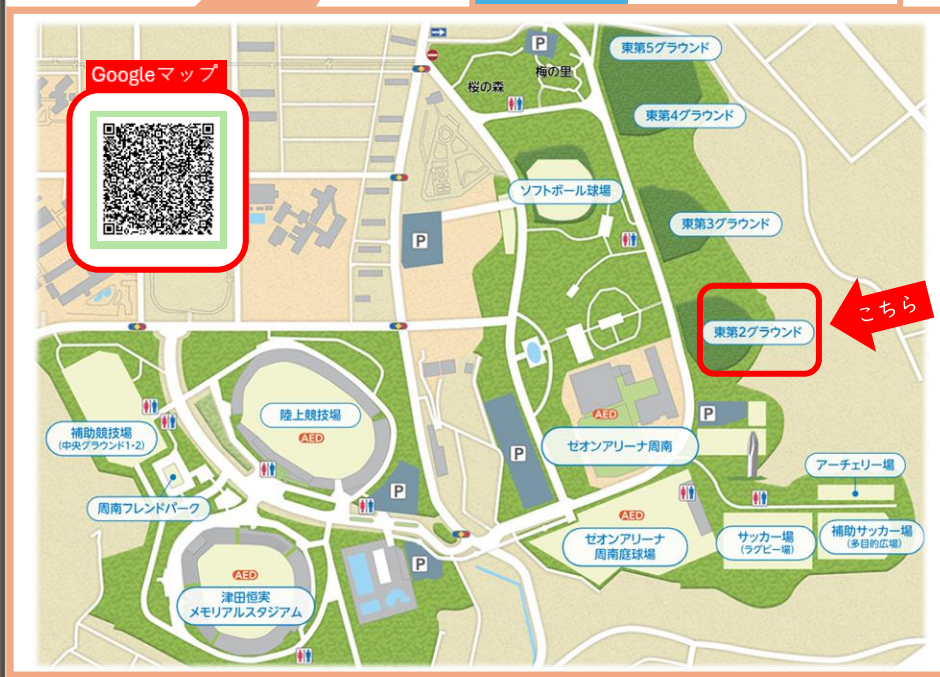 Googleマップ
P
東第5グラウンド
桜の森
梅の里
東第4グラウンド
ソフトボール球場
東第3グラウンド
P
こちら
東第2グラウンド
陸上競技場
AED
AED
P
補助競技場
(中央グラウンド1・2)
ゼオンアリーナ周南
P
アーチェリー場
P
周南フレンドパーク
AED
ゼオンアリーナ
周南庭球場
サッカー場
(ラグビー場)
補助サッカー場
(多目的広場)
P
AED
津田恒実
メモリアルスタジアム